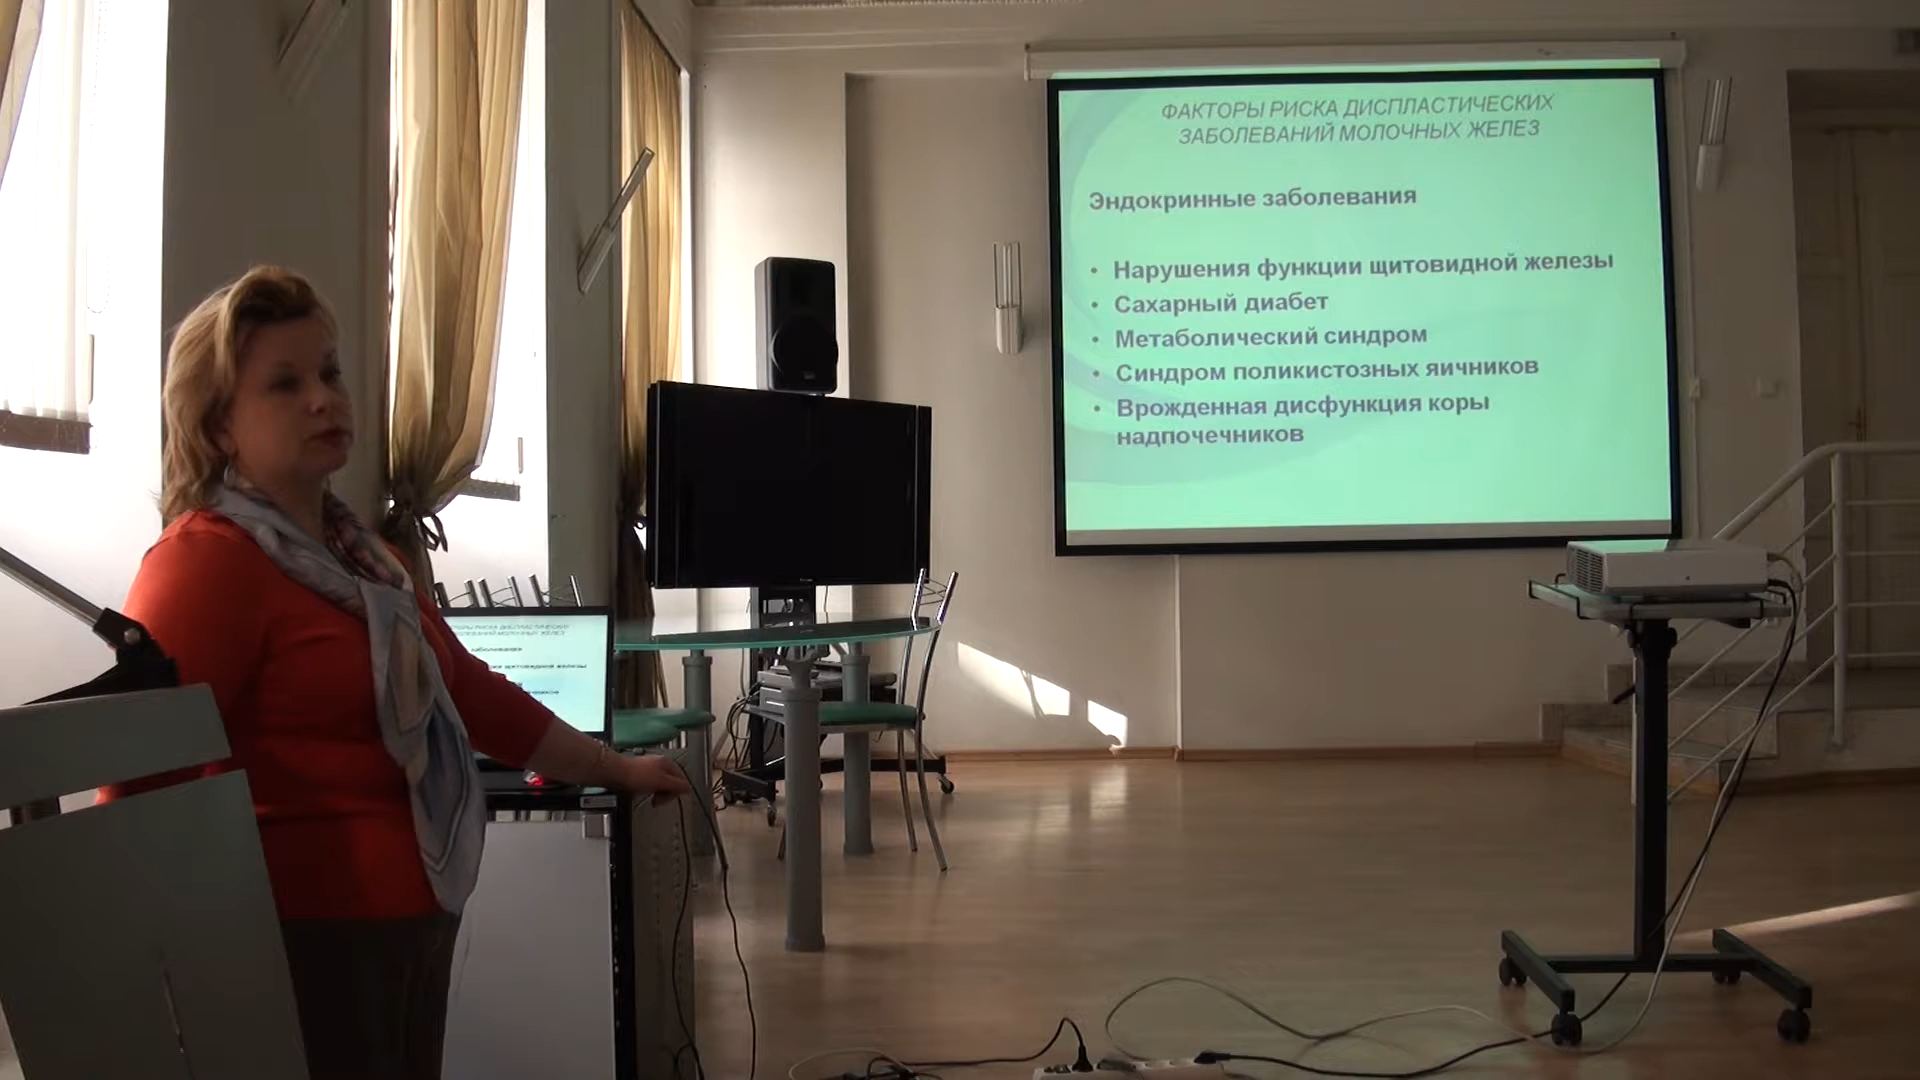 ФАКТОРЫ РИСКА ДИСПЛАСТИЧЕСКИХ
ЗАБОЛЕВАНИЙ МОЛОЧНЫХ ЖЕЛЕЗ
Эндокринные заболевания
• Нарушения функции щитовидной железы
• Сахарный диабет
• Метаболический синдром
• Синдром поликистозных яичников
• Врожденная дисфункция коры
надпочечников